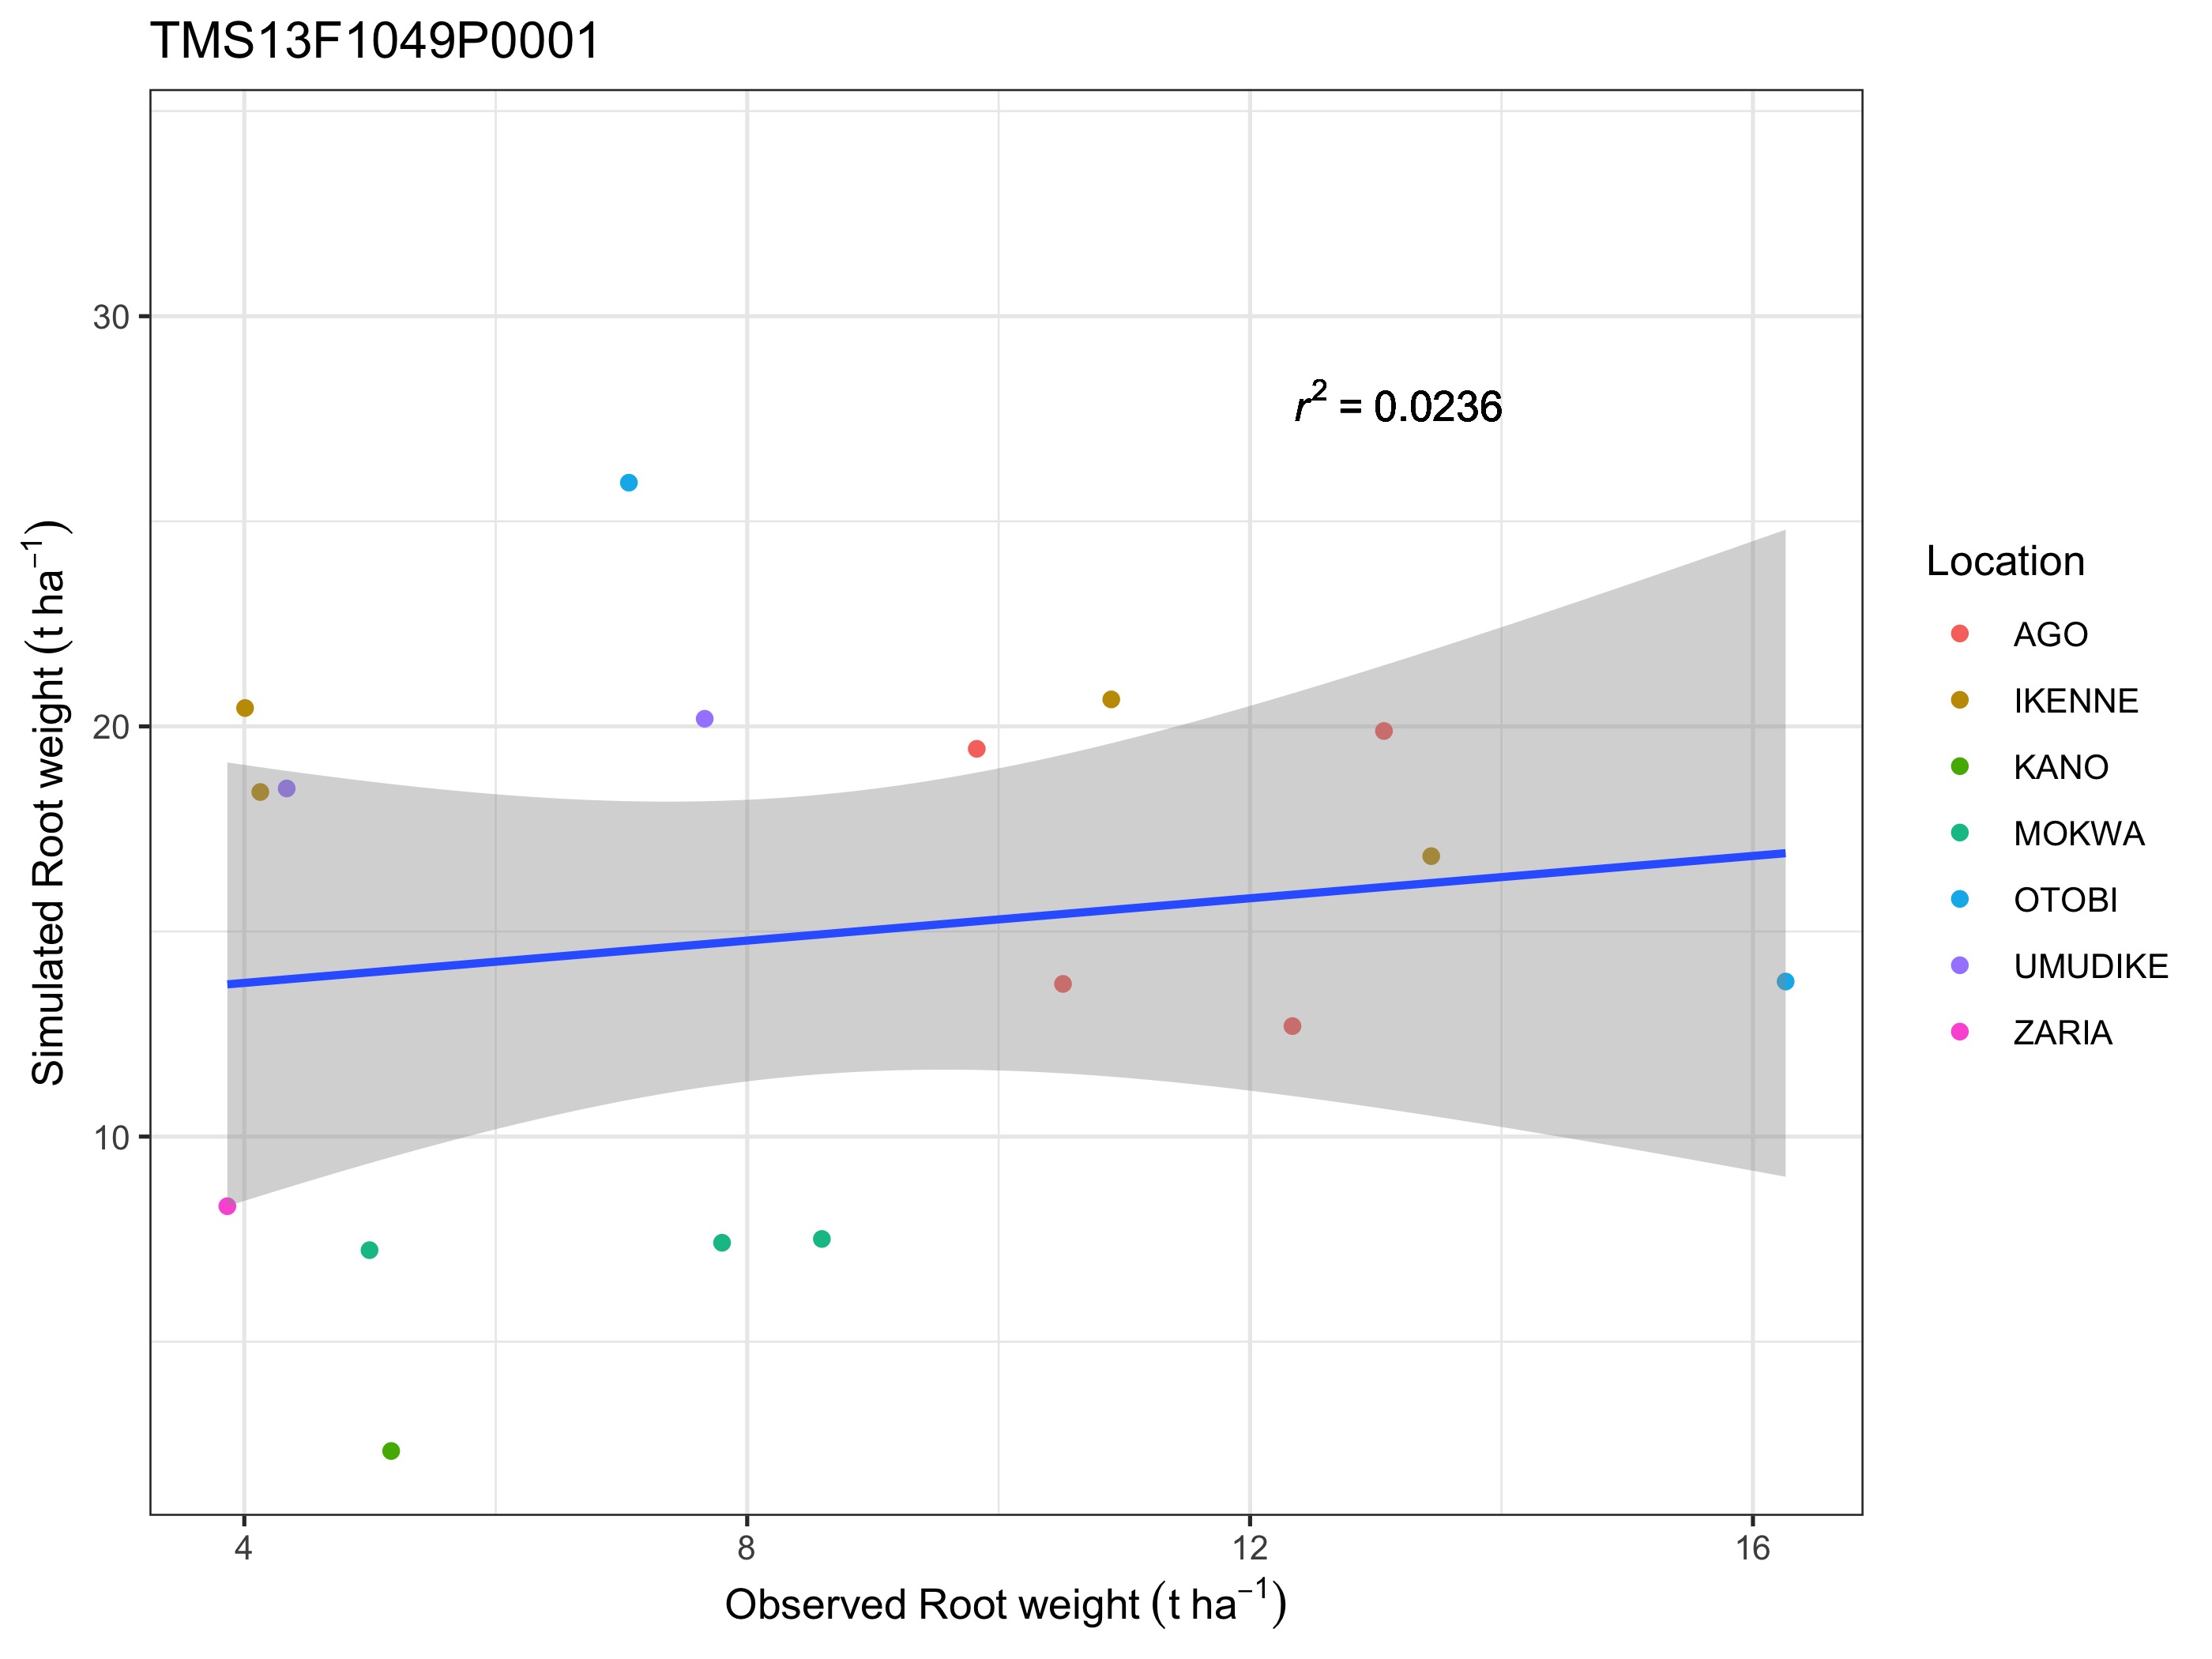 TMS13F1049P0001
30
20
10
Simulated Root weight (t ha⁻¹)
r² = 0.0236
4 8 12 16
Observed Root weight (t ha⁻¹)
Location
AGO
IKENNE
KANO
MOKWA
OTOBI
UMUDIKE
ZARIA